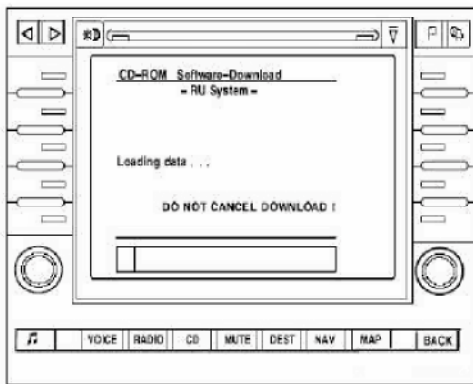 CD-ROM Software-Download
- RU System -
Loading data . . .
DO NOT CANCEL DOWNLOAD !
VOICE RADIO CD MUTE DEST NAV MAP BACK